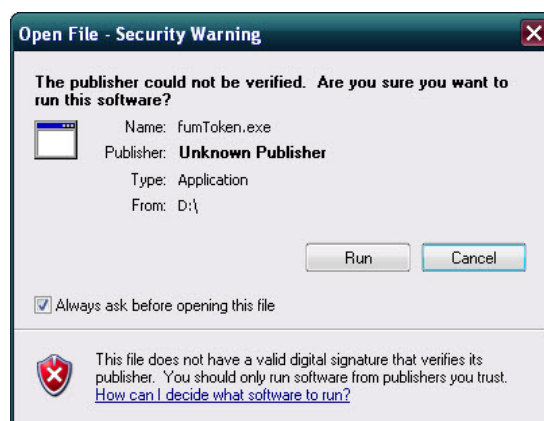 Open File - Security Warning
The publisher could not be verified. Are you sure you want to
run this software?
Name: fumToken.exe
Publisher: Unknown Publisher
Type: Application
From: D:\
Run Cancel
Always ask before opening this file
This file does not have a valid digital signature that verifies its
publisher. You should only run software from publishers you trust.
How can I decide what software to run?